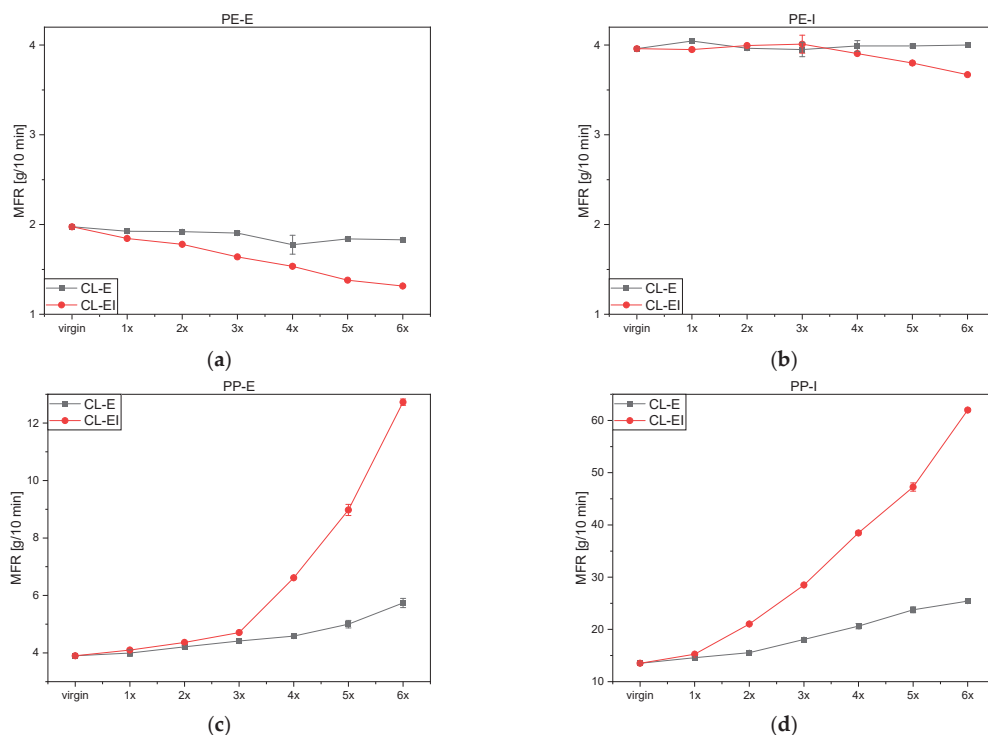 PE-E
4
3
2
1
MFR [g/10 min]
CL-E
CL-EI
virgin 1x 2x 3x 4x 5x 6x
(a)
PE-I
4
3
2
1
MFR [g/10 min]
CL-E
CL-EI
virgin 1x 2x 3x 4x 5x 6x
(b)
PP-E
CL-E
CL-EI
12
10
8
6
4
MFR [g/10 min]
virgin 1x 2x 3x 4x 5x 6x
(c)
PP-I
CL-E
CL-EI
60
50
40
30
20
10
MFR [g/10 min]
virgin 1x 2x 3x 4x 5x 6x
(d)